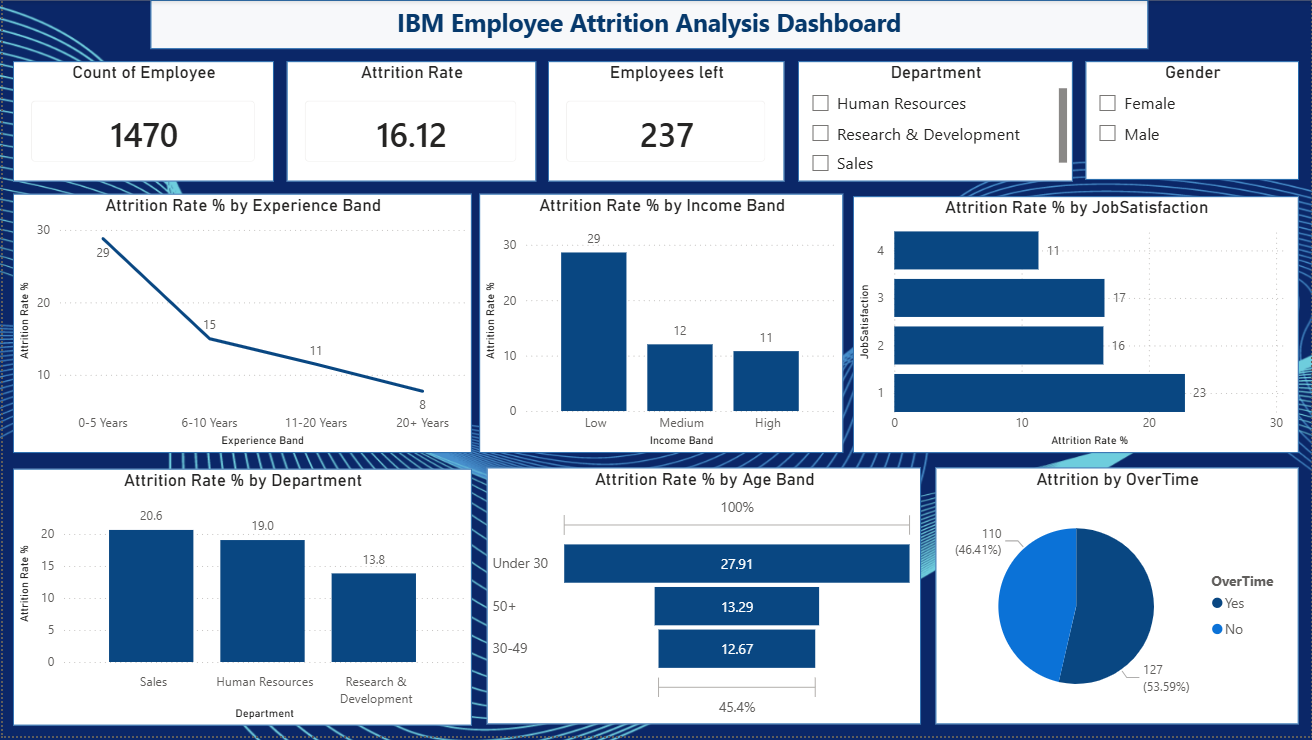 IBM Employee Attrition Analysis Dashboard
Count of Employee
1470
Attrition Rate
16.12
Employees left
237
Department
Human Resources
Research & Development
Sales
Gender
Female
Male
Attrition Rate % by Experience Band
Attrition Rate %
30
20
10
29
15
11
8
0-5 Years
6-10 Years
11-20 Years
20+ Years
Experience Band
Attrition Rate % by Income Band
Attrition Rate %
30
20
10
0
29
12
11
Low
Medium
High
Income Band
Attrition Rate % by JobSatisfaction
JobSatisfaction
4
11
3
17
2
16
1
23
0
10
20
30
Attrition Rate %
Attrition Rate % by Department
Attrition Rate %
20
15
10
5
0
20.6
19.0
13.8
Sales
Human Resources
Research &
Development
Department
Attrition Rate % by Age Band
100%
Under 30
27.91
50+
13.29
30-49
12.67
45.4%
Attrition by OverTime
110
(46.41%)
127
(53.59%)
OverTime
Yes
No